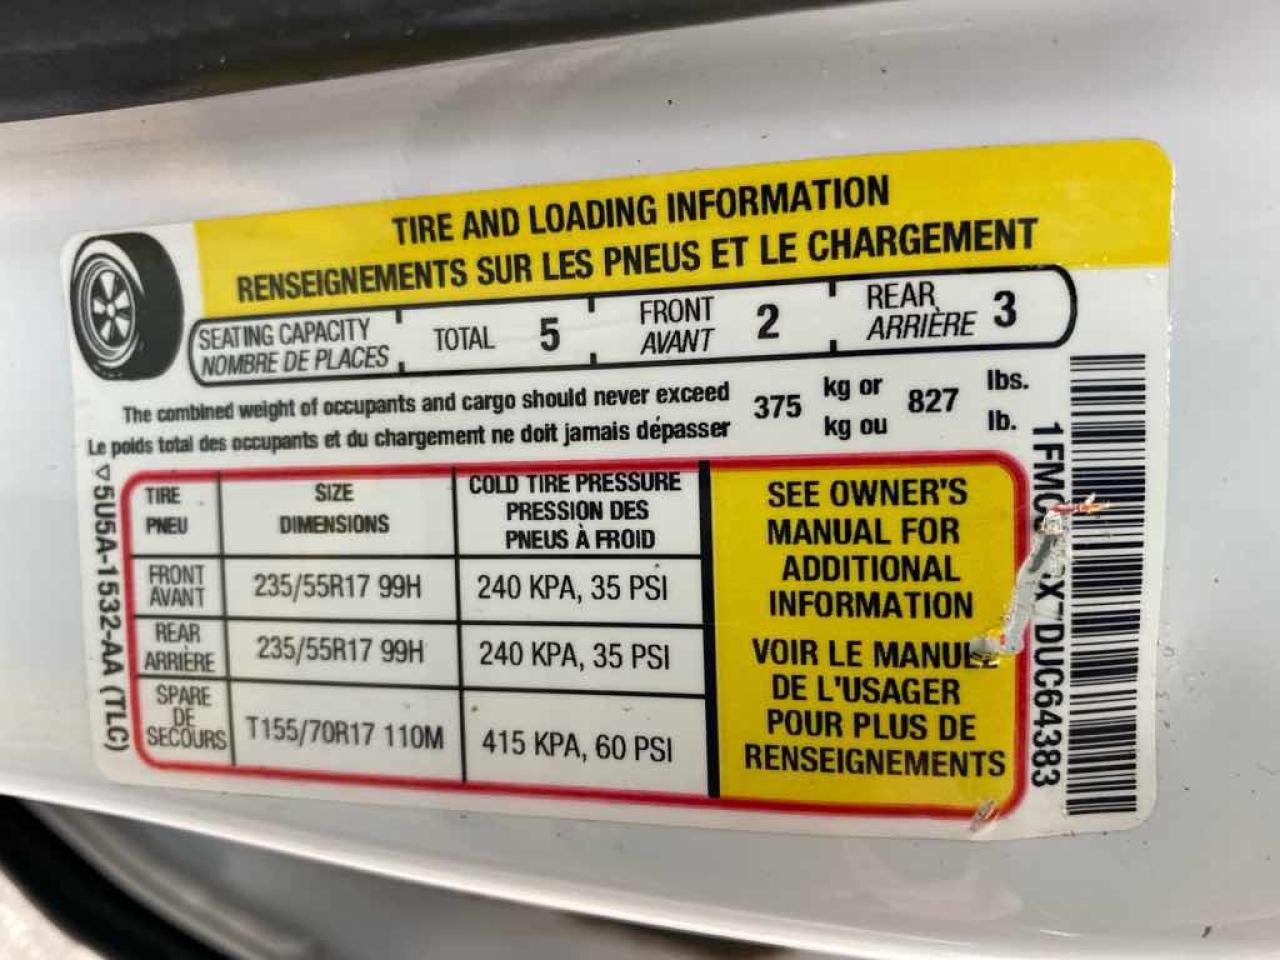 TIRE AND LOADING INFORMATION
RENSEIGNEMENTS SUR LES PNEUS ET LE CHARGEMENT
SEATING CAPACITY
NOMBRE DE PLACES
TOTAL 5
FRONT
AVANT
2
REAR
ARRIÈRE
3
The combined weight of occupants and cargo should never exceed
Le poids total des occupants et du chargement ne doit jamais dépasser
375
kg or
kg ou
827
lbs.
lb.
TIRE
PNEU
SIZE
DIMENSIONS
COLD TIRE PRESSURE
PRESSION DES
PNEUS À FROID
FRONT
AVANT
235/55R17 99H
240 KPA, 35 PSI
REAR
ARRIÈRE
235/55R17 99H
240 KPA, 35 PSI
SPARE
DE
SECOURS
T155/70R17 110M
415 KPA, 60 PSI
SEE OWNER'S
MANUAL FOR
ADDITIONAL
INFORMATION
VOIR LE MANUEL
DE L'USAGER
POUR PLUS DE
RENSEIGNEMENTS
5U5A-1532-AA (TLC)